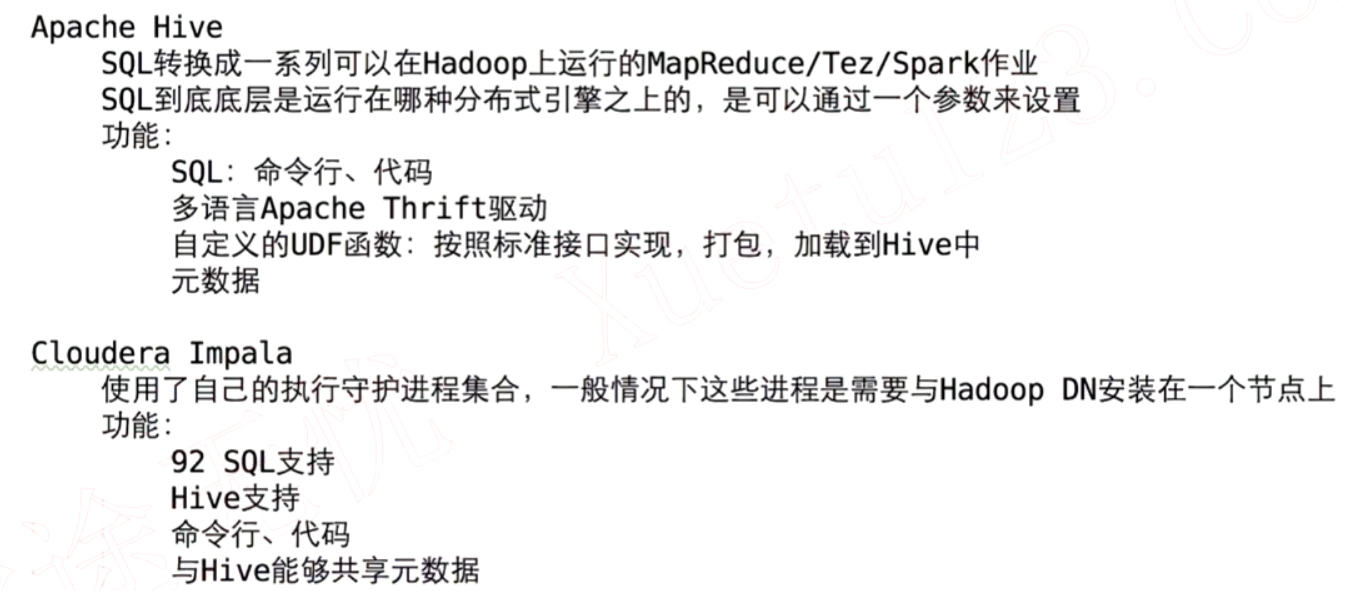 Apache Hive
SQL转换成一系列可以在Hadoop上运行的MapReduce/Tez/Spark作业
SQL到底底层是运行在哪种分布式引擎之上的，是可以通过一个参数来设置
功能：
SQL：命令行、代码
多语言Apache Thrift驱动
自定义的UDF函数：按照标准接口实现，打包，加载到Hive中
元数据
Cloudera Impala
使用了自己的执行守护进程集合，一般情况下这些进程是需要与Hadoop DN安装在一个节点上
功能：
92 SQL支持
Hive支持
命令行、代码
与Hive能够共享元数据